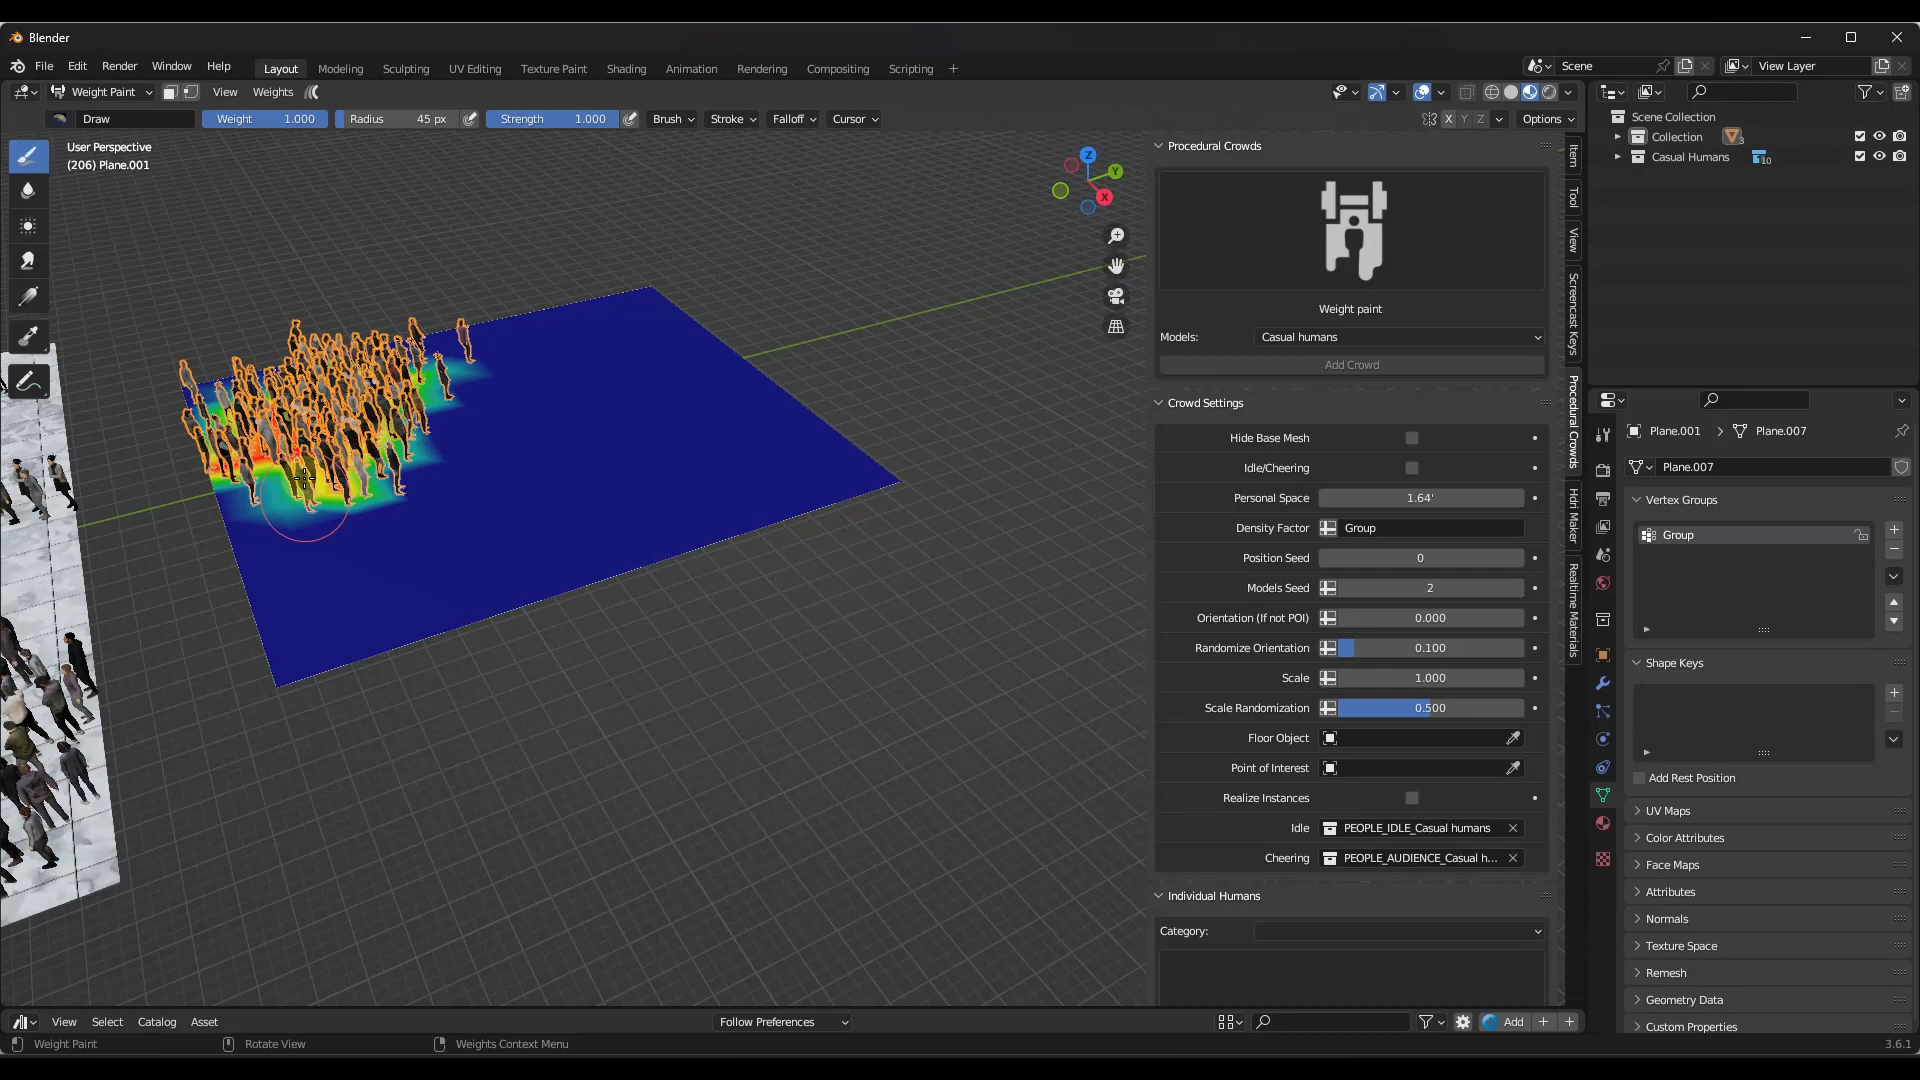 Blender
File Edit Render Window Help
Layout Modeling Sculpting UV Editing Texture Paint Shading Animation Rendering Compositing Scripting +
Scene
View Layer
Weight Paint View Weights
Draw Weight 1.000 Radius 45 px Strength 1.000 Brush Stroke Falloff Cursor
X Y Z Options
User Perspective
(206) Plane.001
Z
Y
X
Procedural Crowds
Weight paint
Models: Casual humans
Add Crowd
Crowd Settings
Hide Base Mesh
Idle/Cheering
Personal Space 1.64'
Density Factor Group
Position Seed 0
Models Seed 2
Orientation (If not POI) 0.000
Randomize Orientation 0.100
Scale 1.000
Scale Randomization 0.500
Floor Object
Point of Interest
Realize Instances
Idle PEOPLE_IDLE_Casual humans
Cheering PEOPLE_AUDIENCE_Casual h...
Individual Humans
Category:
Item
Tool
View
Screencast Keys
Procedural Crowds
Hdri Maker
Realtime Materials
Scene Collection
Collection 3
Casual Humans 10
Plane.001 > Plane.007
Plane.007
Vertex Groups
Group
Shape Keys
Add Rest Position
UV Maps
Color Attributes
Face Maps
Attributes
Normals
Texture Space
Remesh
Geometry Data
Custom Properties
View Select Catalog Asset
Follow Preferences
Add
Weight Paint
Rotate View
Weights Context Menu
3.6.1